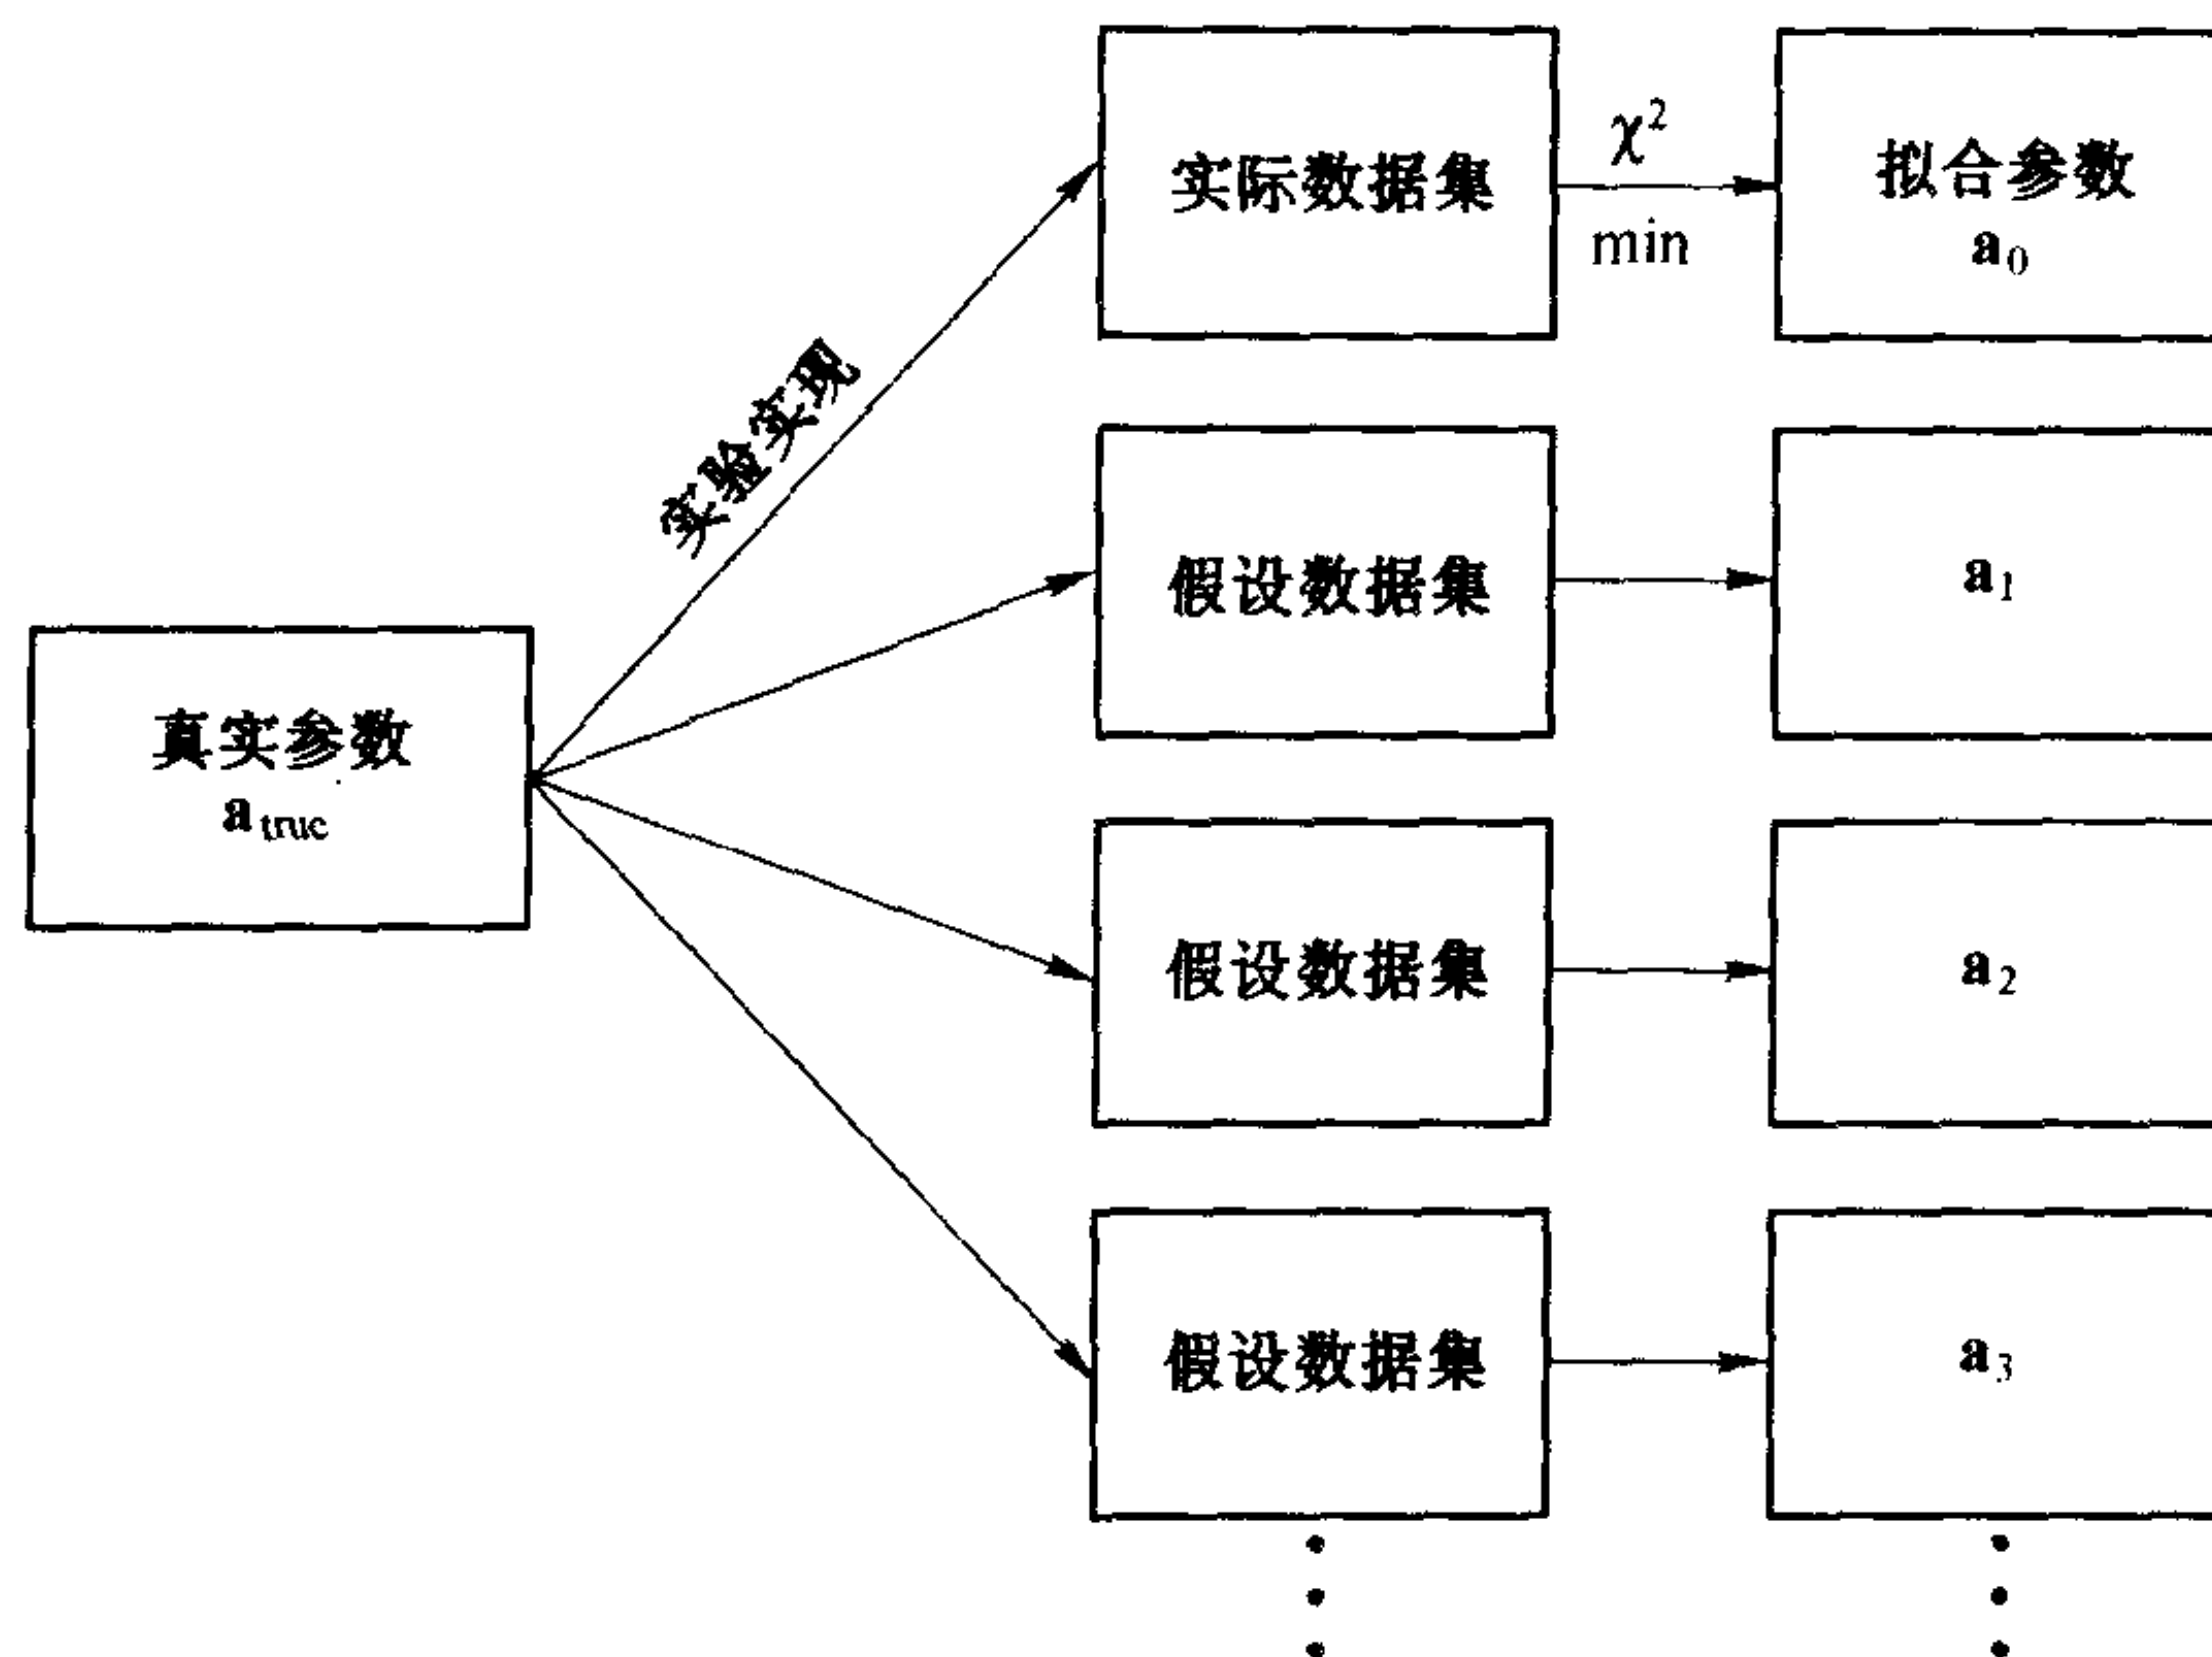 实际数据集
χ²
min
拟合参数
a₀
实验实现
假设数据集
a₁
真实参数
a_true
假设数据集
a₂
假设数据集
a₃